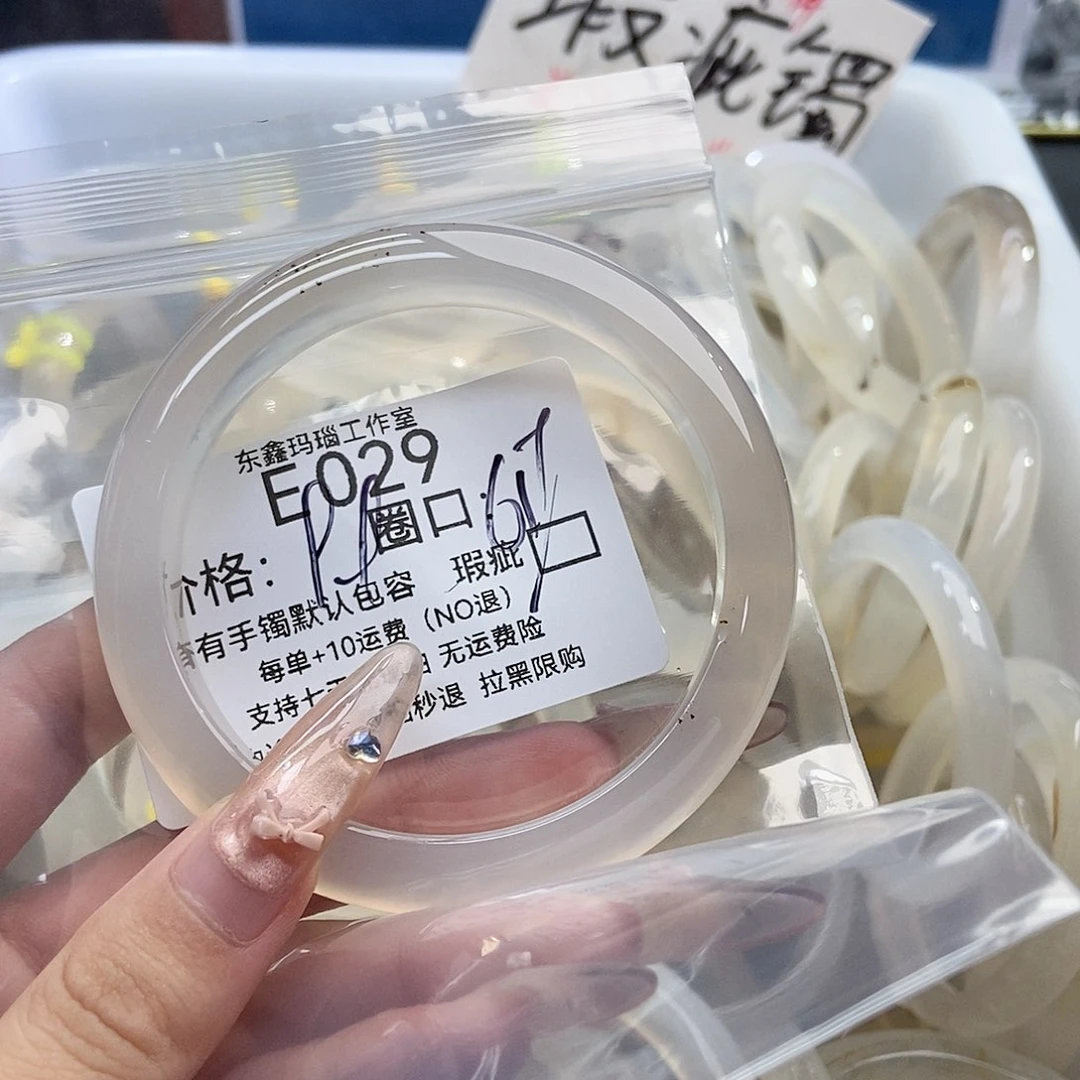 瑕疵镯
东鑫玛瑙工作室
E029
圈口:
价格:
瑕疵
所有手镯默认包容
每单+10运费（NO退）
支持七天 无运费险
秒退 拉黑限购